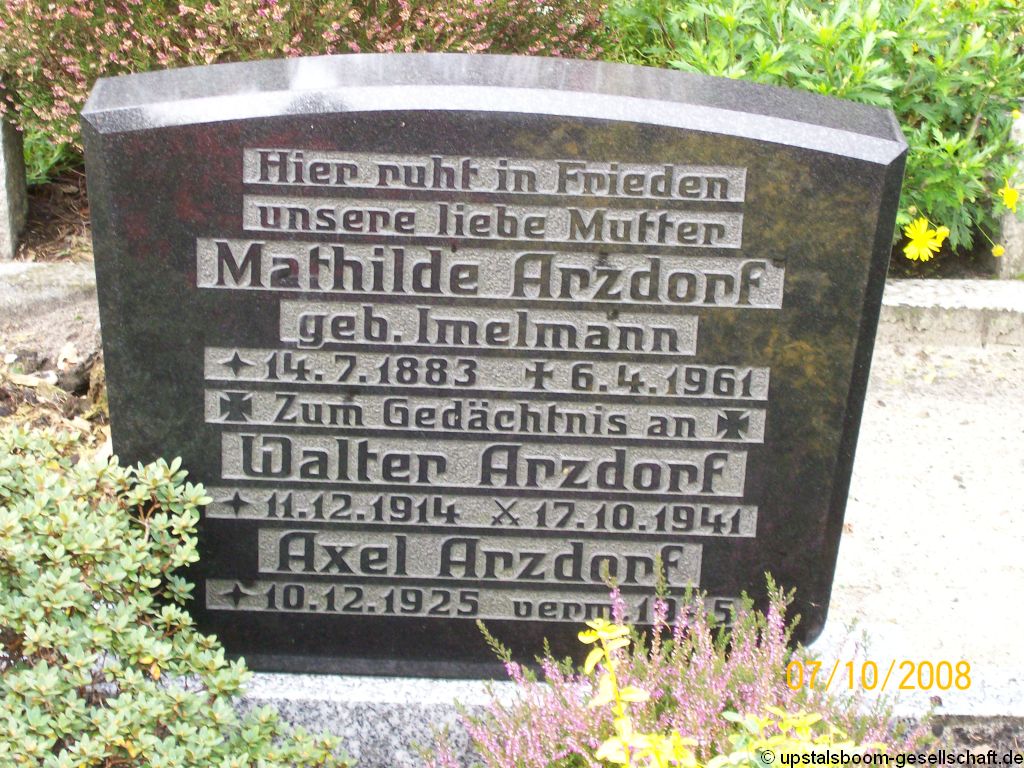 Hier ruht in Frieden
unsere liebe Mutter
Mathilde Arzdorf
geb. Imelmann
14.7.1883 6.4.1961
Zum Gedächtnis an
Walter Arzdorf
11.12.1914 17.10.1941
Axel Arzdorf
10.12.1925 verm.
07/10/2008
© upstalsboom-gesellschaft.de